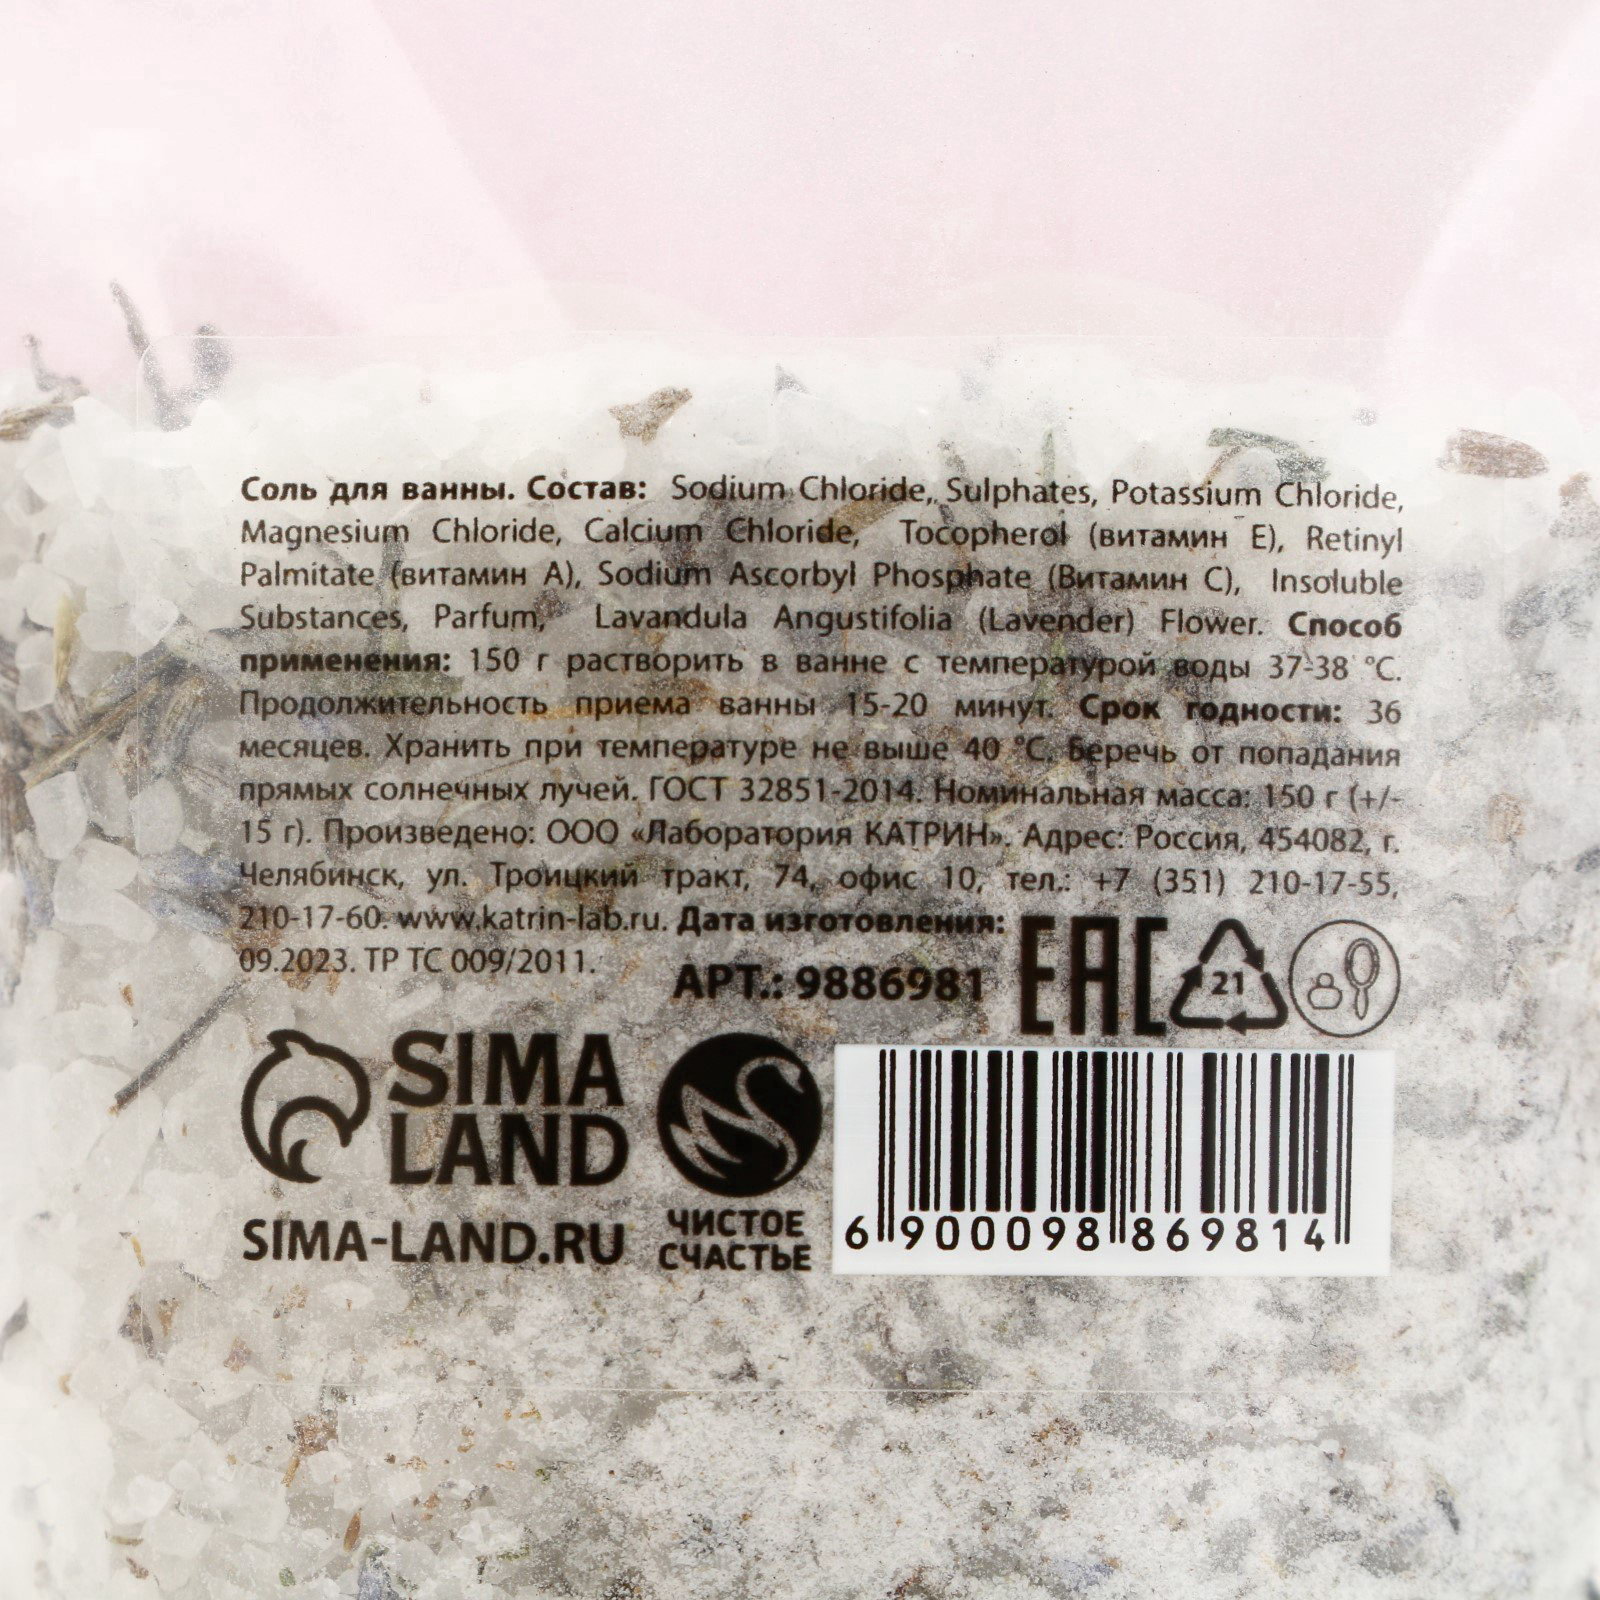 Соль для ванны. Состав: Sodium Chloride, Sulphates, Potassium Chloride,
Magnesium Chloride, Calcium Chloride, Tocopherol (витамин Е), Retinyl
Palmitate (витамин А), Sodium Ascorbyl Phosphate (Витамин С), Insoluble
Substances, Parfum, Lavandula Angustifolia (Lavender) Flower. Способ
применения: 150 г растворить в ванне с температурой воды 37-38 °С.
Продолжительность приема ванны 15-20 минут. Срок годности: 36
месяцев. Хранить при температуре не выше 40 °С. Беречь от попадания
прямых солнечных лучей. ГОСТ 32851-2014. Номинальная масса: 150 г (+/-
15 г). Произведено: ООО «Лаборатория КАТРИН». Адрес: Россия, 454082, г.
Челябинск, ул. Троицкий тракт, 74, офис 10, тел.: +7 (351) 210-17-55,
210-17-60. www.katrin-lab.ru. Дата изготовления:
09.2023. ТР ТС 009/2011.
АРТ.: 9886981
EAC
21
SIMA
LAND
SIMA-LAND.RU
ЧИСТОЕ
СЧАСТЬЕ
6 900098 869814